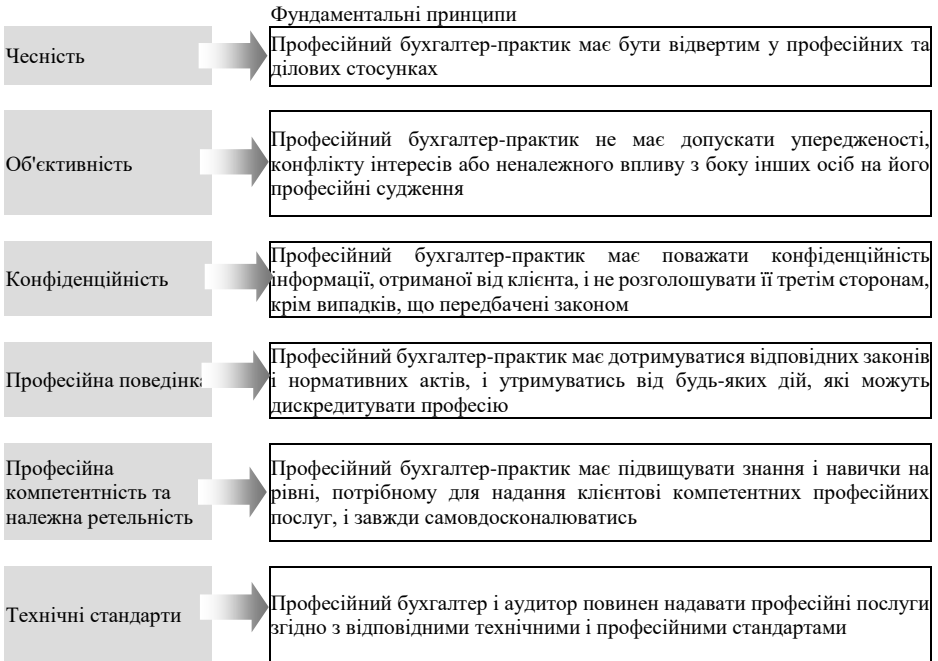 Фундаментальні принципи
Чесність
Професійний бухгалтер-практик має бути відвертим у професійних та
ділових стосунках
Об'єктивність
Професійний бухгалтер-практик не має допускати упередженості,
конфлікту інтересів або неналежного впливу з боку інших осіб на його
професійні судження
Конфіденційність
Професійний бухгалтер-практик має поважати конфіденційність
інформації, отриманої від клієнта, і не розголошувати її третім сторонам,
крім випадків, що передбачені законом
Професійна поведінка
Професійний бухгалтер-практик має дотримуватися відповідних законів
і нормативних актів, і утримуватись від будь-яких дій, які можуть
дискредитувати професію
Професійна
компетентність та
належна ретельність
Професійний бухгалтер-практик має підвищувати знання і навички на
рівні, потрібному для надання клієнтові компетентних професійних
послуг, і завжди самовдосконалюватись
Технічні стандарти
Професійний бухгалтер і аудитор повинен надавати професійні послуги
згідно з відповідними технічними і професійними стандартами